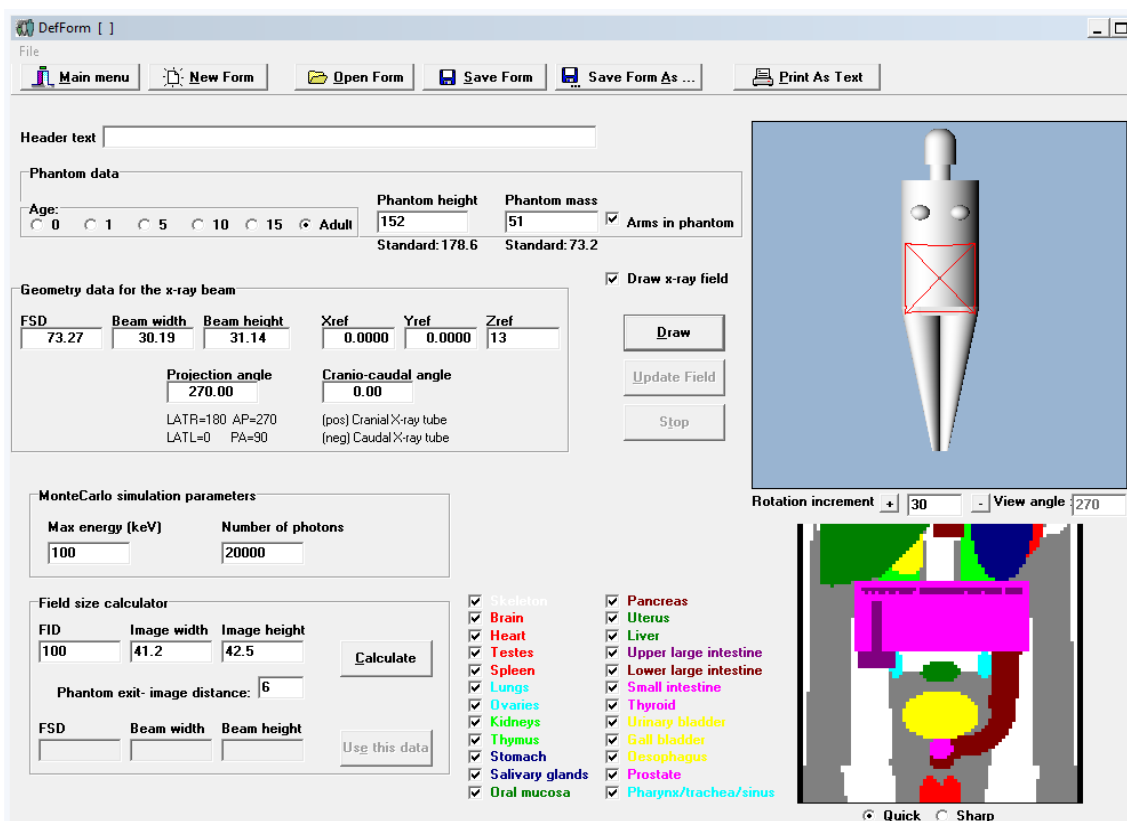 DefForm [ ]
File
Main menu New Form Open Form Save Form Save Form As ... Print As Text
Header text
Phantom data
Age:
0 1 5 10 15 Adult
Phantom height Phantom mass
152 51 Arms in phantom
Standard: 178.6 Standard: 73.2
Draw x-ray field
Geometry data for the x-ray beam
FSD Beam width Beam height Xref Yref Zref
73.27 30.19 31.14 0.0000 0.0000 13
Draw
Projection angle Cranio-caudal angle
270.00 0.00
Update Field
LATR=180 AP=270 (pos) Cranial X-ray tube
LATL=0 PA=90 (neg) Caudal X-ray tube
Stop
MonteCarlo simulation parameters
Max energy (keV) Number of photons
100 20000
Rotation increment + 30 - View angle : 270
Field size calculator
FID Image width Image height
100 41.2 42.5
Calculate
Phantom exit- image distance: 6
FSD Beam width Beam height
Use this data
Skeleton Pancreas
Brain Uterus
Heart Liver
Testes Upper large intestine
Spleen Lower large intestine
Lungs Small intestine
Ovaries Thyroid
Kidneys Urinary bladder
Thymus Gall bladder
Stomach Oesophagus
Salivary glands Prostate
Oral mucosa Pharynx/trachea/sinus
Quick Sharp